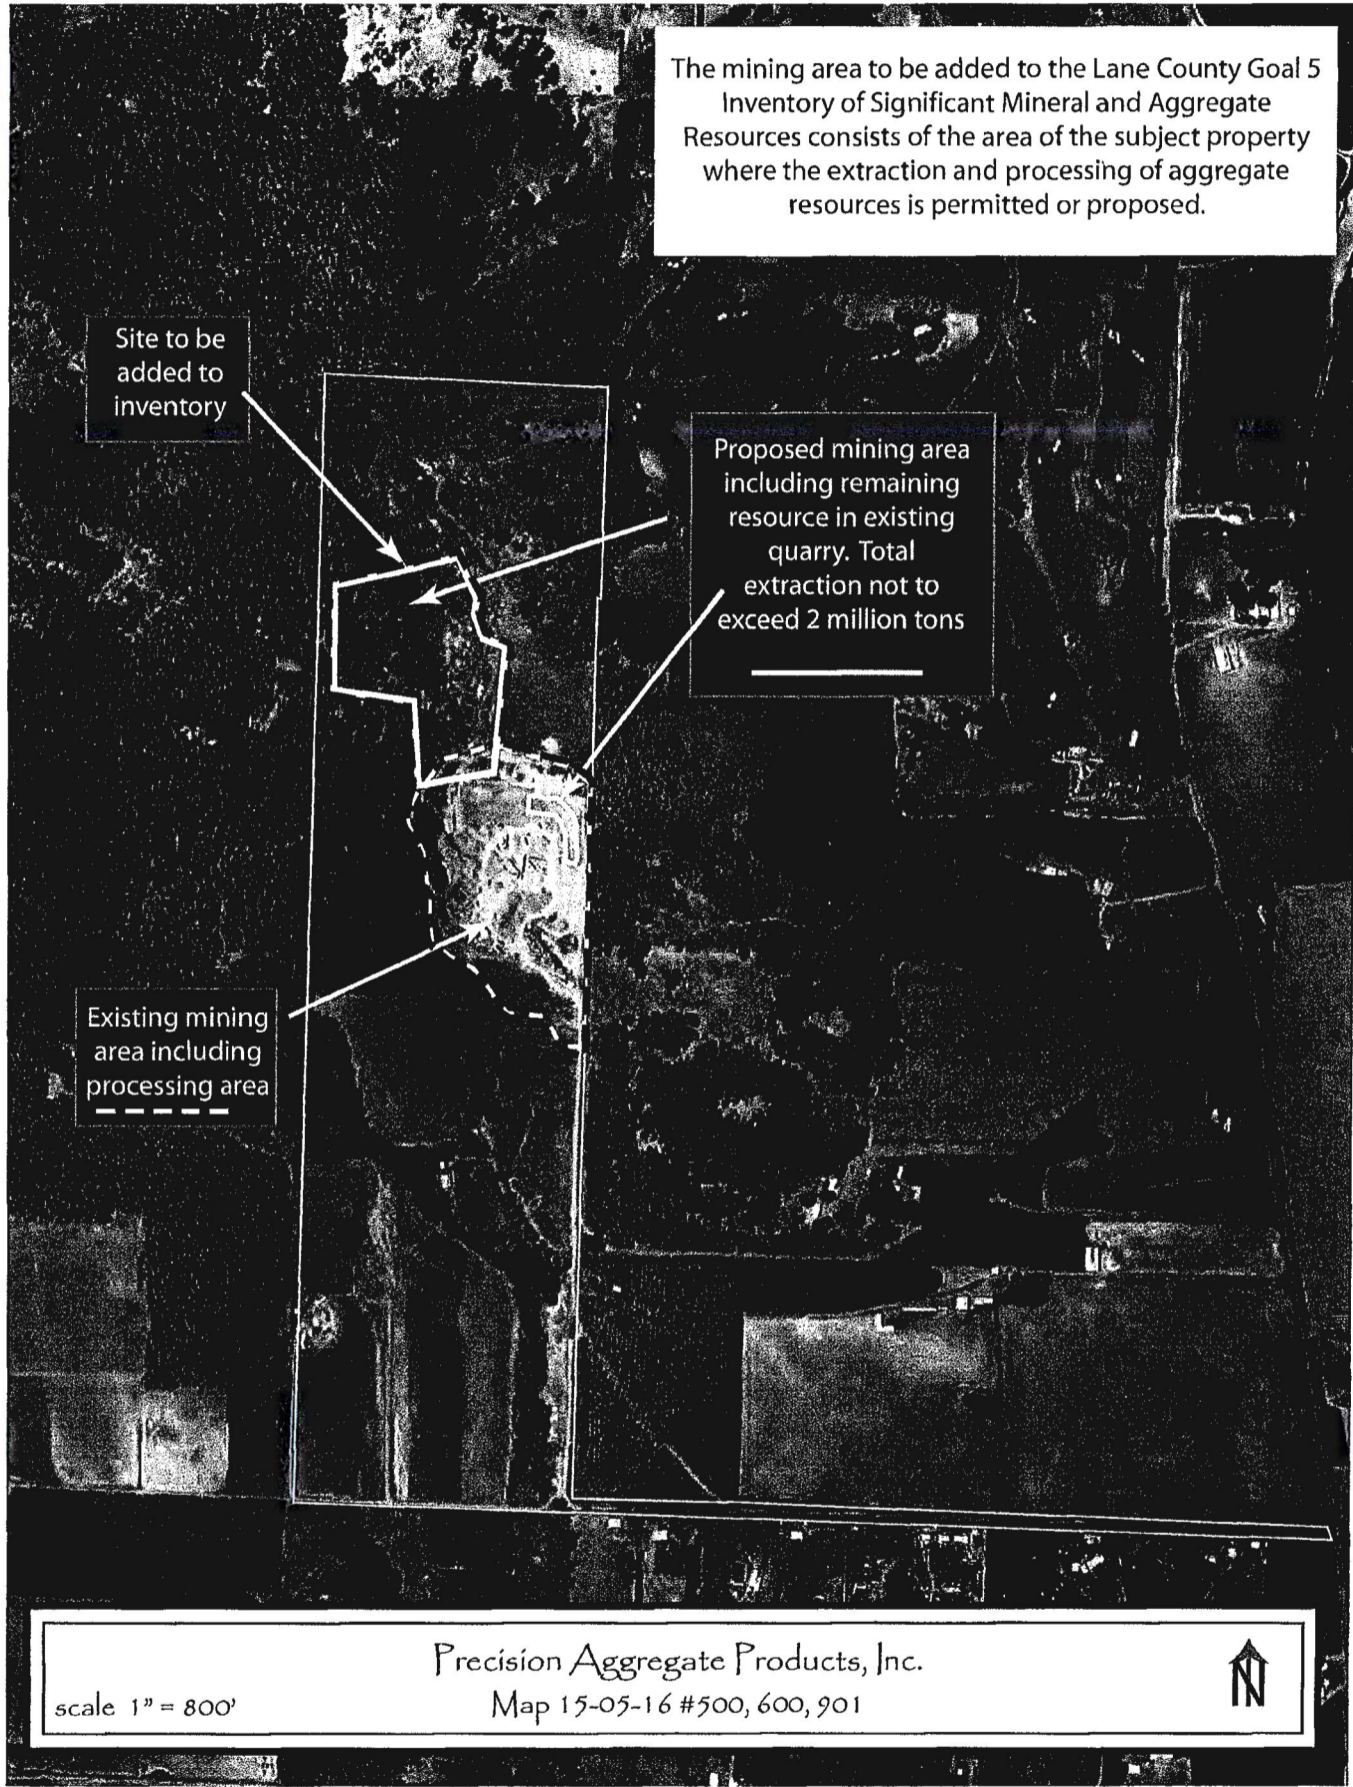 The mining area to be added to the Lane County Goal 5
Inventory of Significant Mineral and Aggregate
Resources consists of the area of the subject property
where the extraction and processing of aggregate
resources is permitted or proposed.
Site to be
added to
inventory
Proposed mining area
including remaining
resource in existing
quarry. Total
extraction not to
exceed 2 million tons
Existing mining
area including
processing area
Precision Aggregate Products, Inc.
scale 1" = 800'
Map 15-05-16 #500, 600, 901
N